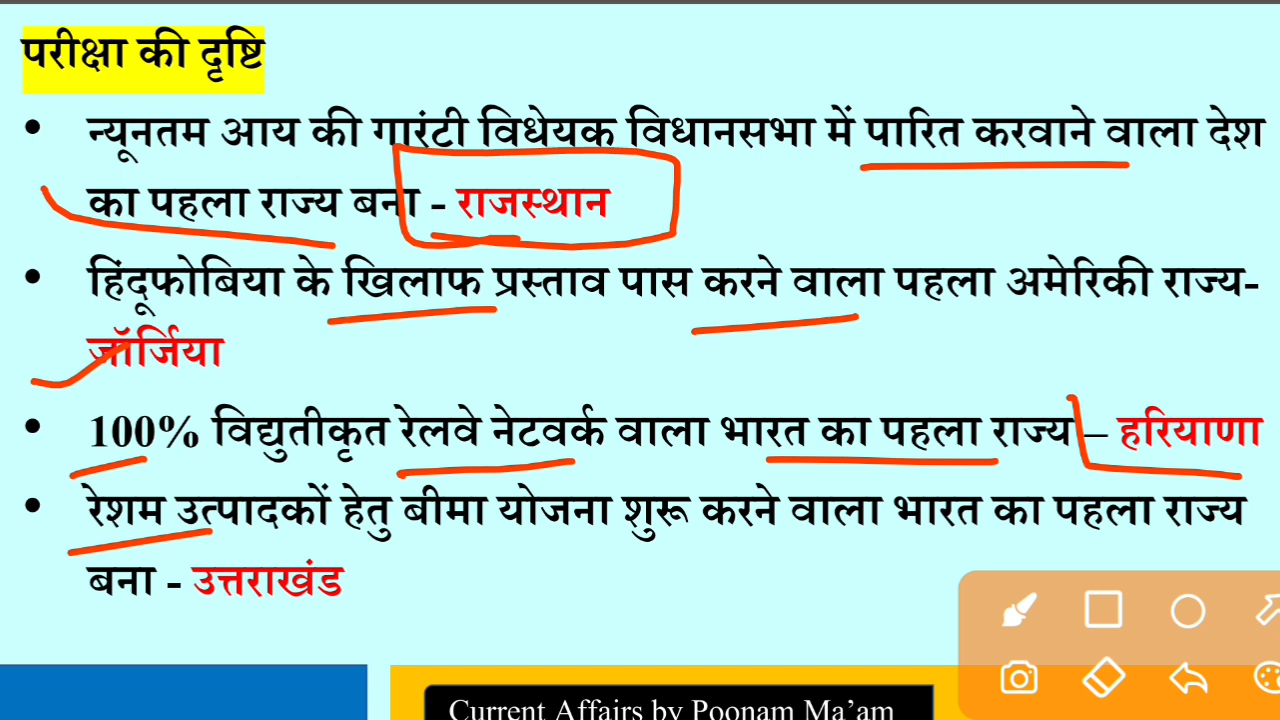 परीक्षा की दृष्टि
• न्यूनतम आय की गारंटी विधेयक विधानसभा में पारित करवाने वाला देश
का पहला राज्य बना - राजस्थान
• हिंदूफोबिया के खिलाफ प्रस्ताव पास करने वाला पहला अमेरिकी राज्य-
जॉर्जिया
• 100% विद्युतीकृत रेलवे नेटवर्क वाला भारत का पहला राज्य – हरियाणा
• रेशम उत्पादकों हेतु बीमा योजना शुरू करने वाला भारत का पहला राज्य
बना - उत्तराखंड
Current Affairs by Poonam Ma'am